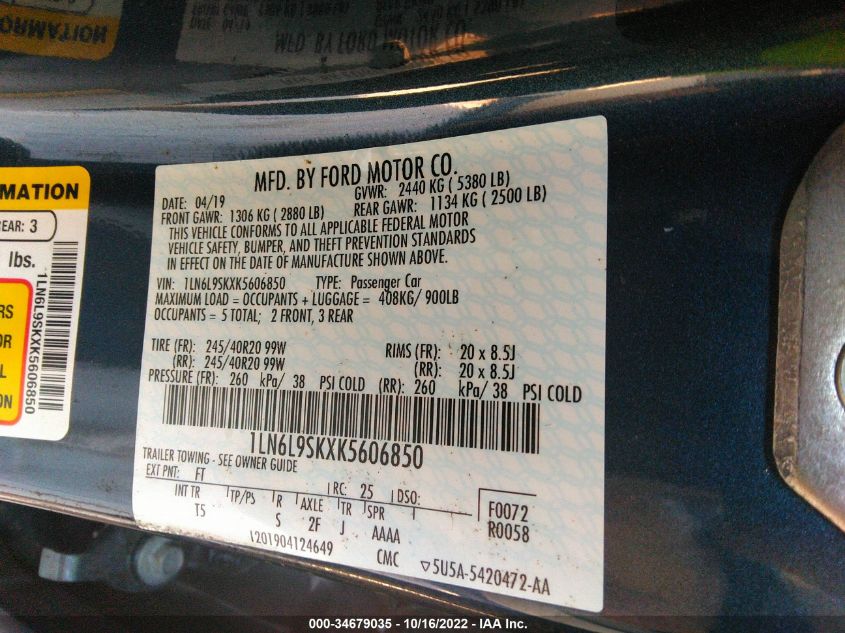 MFD. BY FORD MOTOR CO.
DATE: 04/19 GVWR: 2440 KG ( 5380 LB)
FRONT GAWR: 1306 KG ( 2880 LB) REAR GAWR: 1134 KG ( 2500 LB)
THIS VEHICLE CONFORMS TO ALL APPLICABLE FEDERAL MOTOR
VEHICLE SAFETY, BUMPER, AND THEFT PREVENTION STANDARDS
IN EFFECT ON THE DATE OF MANUFACTURE SHOWN ABOVE.
VIN: 1LN6L9SKXK5606850 TYPE: Passenger Car
MAXIMUM LOAD = OCCUPANTS + LUGGAGE = 408KG/ 900LB
OCCUPANTS = 5 TOTAL; 2 FRONT, 3 REAR
TIRE (FR): 245/40R20 99W RIMS (FR): 20 x 8.5J
(RR): 245/40R20 99W (RR): 20 x 8.5J
PRESSURE (FR): 260 kPa/ 38 PSI COLD (RR): 260 kPa/ 38 PSI COLD
1LN6L9SKXK5606850
TRAILER TOWING - SEE OWNER GUIDE
EXT PNT: FT RC: 25 DSO:
INT TR TP/PS R AXLE TR SPR F0072
T5 S 2F J AAAA R0058
1201904124649 CMC ▽5U5A-5420472-AA
MATION
REAR: 3
lbs.
RS
OR
L
ON
1LN6L9SKXK5606850
000-34679035 - 10/16/2022 - IAA Inc.